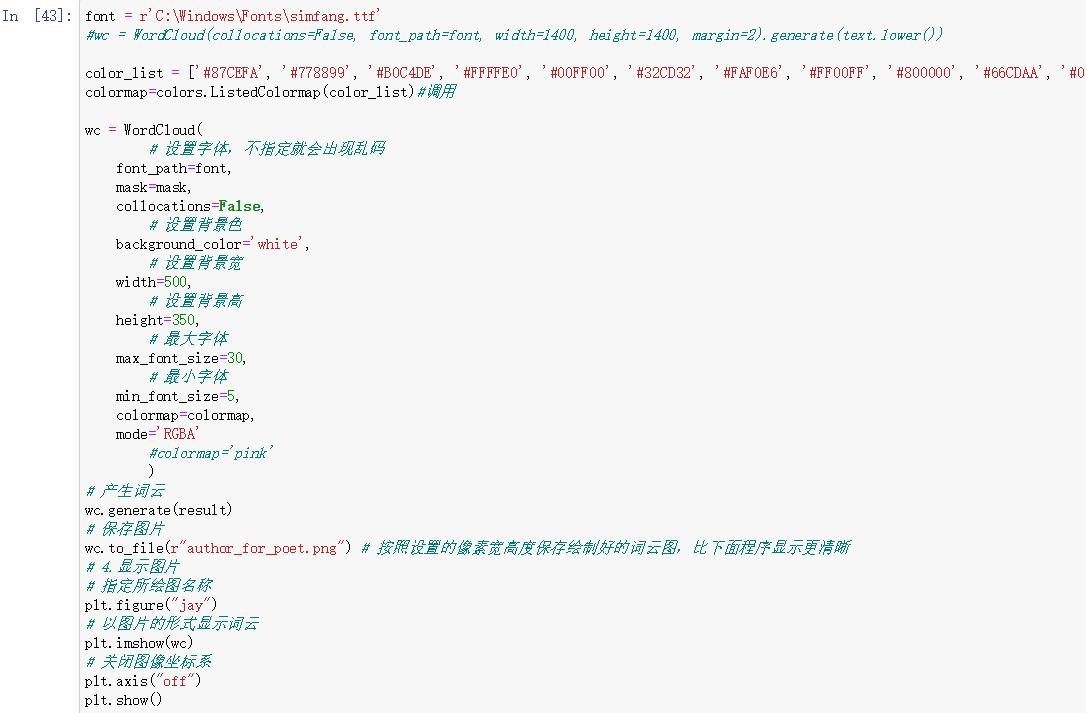 In [43]: font = r'C:\Windows\Fonts\simfang.ttf'
#wc = WordCloud(collocations=False, font_path=font, width=1400, height=1400, margin=2).generate(text.lower())
color_list = ['#87CEFA', '#778899', '#B0C4DE', '#FFFFE0', '#00FF00', '#32CD32', '#FAF0E6', '#FF00FF', '#800000', '#66CDAA', '#0
colormap=colors.ListedColormap(color_list)#调用
wc = WordCloud(
# 设置字体，不指定就会出现乱码
font_path=font,
mask=mask,
collocations=False,
# 设置背景色
background_color='white',
# 设置背景宽
width=500,
# 设置背景高
height=350,
# 最大字体
max_font_size=30,
# 最小字体
min_font_size=5,
colormap=colormap,
mode='RGBA'
#colormap='pink'
)
# 产生词云
wc.generate(result)
# 保存图片
wc.to_file(r"author_for_poet.png") # 按照设置的像素宽高度保存绘制好的词云图，比下面程序显示更清晰
# 4.显示图片
# 指定所绘图名称
plt.figure("jay")
# 以图片的形式显示词云
plt.imshow(wc)
# 关闭图像坐标系
plt.axis("off")
plt.show()